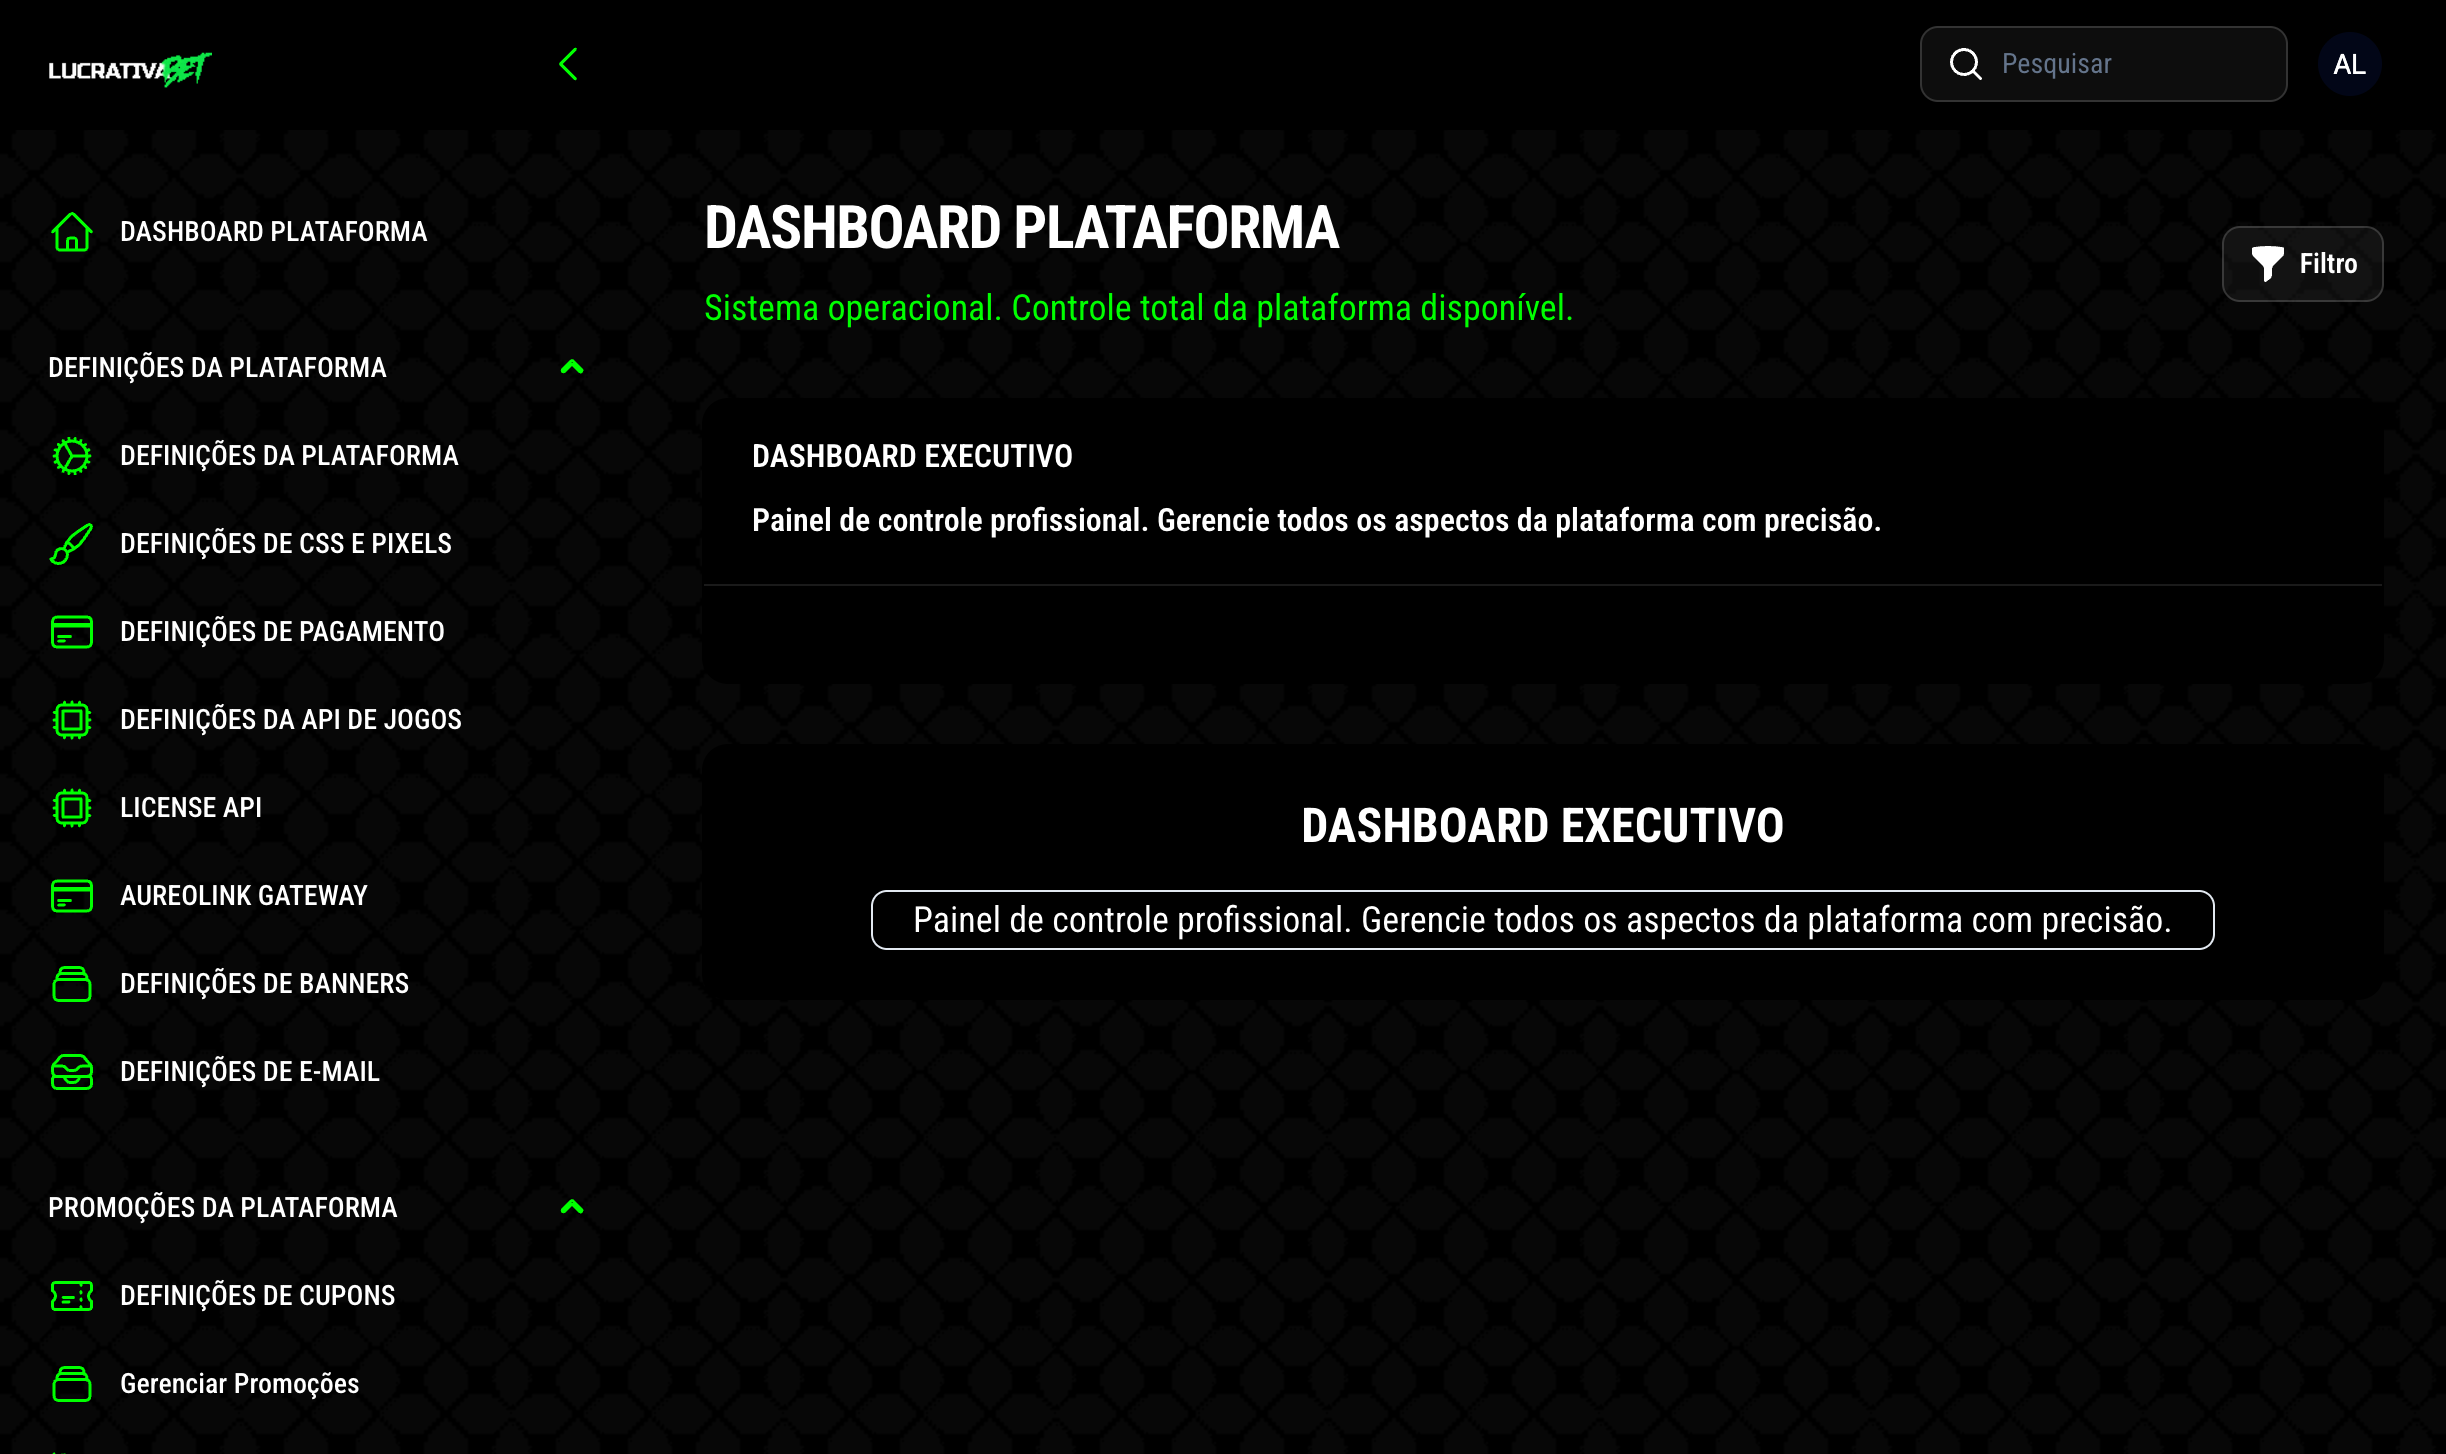 LUCRATIVABET
Pesquisar
AL
DASHBOARD PLATAFORMA
DEFINIÇÕES DA PLATAFORMA
DEFINIÇÕES DA PLATAFORMA
DEFINIÇÕES DE CSS E PIXELS
DEFINIÇÕES DE PAGAMENTO
DEFINIÇÕES DA API DE JOGOS
LICENSE API
AUREOLINK GATEWAY
DEFINIÇÕES DE BANNERS
DEFINIÇÕES DE E-MAIL
PROMOÇÕES DA PLATAFORMA
DEFINIÇÕES DE CUPONS
Gerenciar Promoções
DASHBOARD PLATAFORMA
Sistema operacional. Controle total da plataforma disponível.
Filtro
DASHBOARD EXECUTIVO
Painel de controle profissional. Gerencie todos os aspectos da plataforma com precisão.
DASHBOARD EXECUTIVO
Painel de controle profissional. Gerencie todos os aspectos da plataforma com precisão.